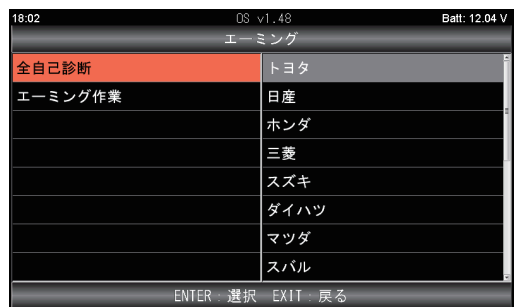 18:02 OS v1.48 Batt: 12.04 V
エーミング
全自己診断 トヨタ
エーミング作業 日産
ホンダ
三菱
スズキ
ダイハツ
マツダ
スバル
ENTER：選択 EXIT：戻る